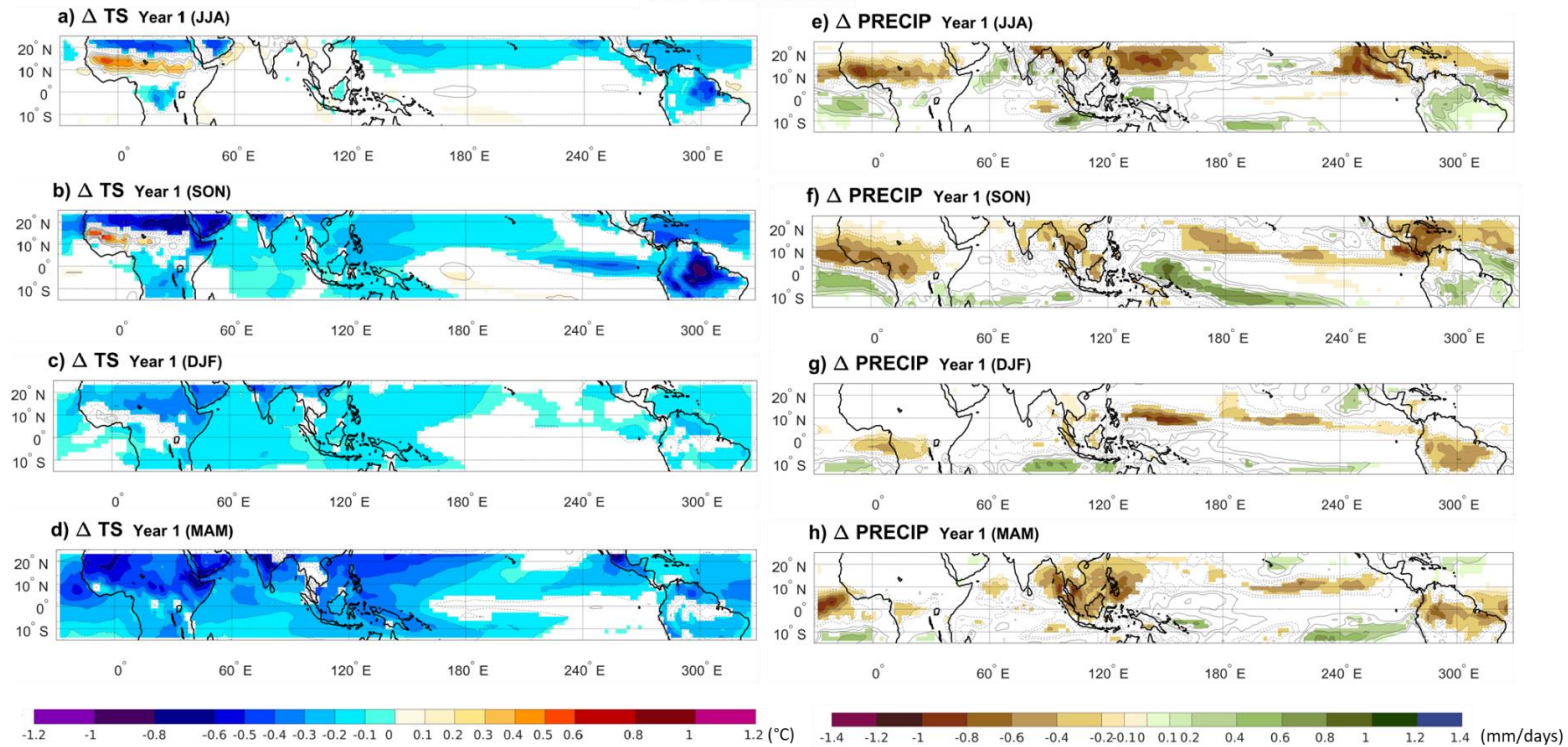 a) Δ TS Year 1 (JJA)
20° N
10° N
0°
10° S
0° 60° E 120° E 180° E 240° E 300° E
b) Δ TS Year 1 (SON)
20° N
10° N
0°
10° S
0° 60° E 120° E 180° E 240° E 300° E
c) Δ TS Year 1 (DJF)
20° N
10° N
0°
10° S
0° 60° E 120° E 180° E 240° E 300° E
d) Δ TS Year 1 (MAM)
20° N
10° N
0°
10° S
0° 60° E 120° E 180° E 240° E 300° E
-1.2 -1 -0.8 -0.6 -0.5 -0.4 -0.3 -0.2 -0.1 0 0.1 0.2 0.3 0.4 0.5 0.6 0.8 1 1.2 (°C)
e) Δ PRECIP Year 1 (JJA)
20° N
10° N
0°
10° S
0° 60° E 120° E 180° E 240° E 300° E
f) Δ PRECIP Year 1 (SON)
20° N
10° N
0°
10° S
0° 60° E 120° E 180° E 240° E 300° E
g) Δ PRECIP Year 1 (DJF)
20° N
10° N
0°
10° S
0° 60° E 120° E 180° E 240° E 300° E
h) Δ PRECIP Year 1 (MAM)
20° N
10° N
0°
10° S
0° 60° E 120° E 180° E 240° E 300° E
-1.4 -1.2 -1 -0.8 -0.6 -0.4 -0.2-0.10 0 0.1 0.2 0.4 0.6 0.8 1 1.2 1.4 (mm/days)